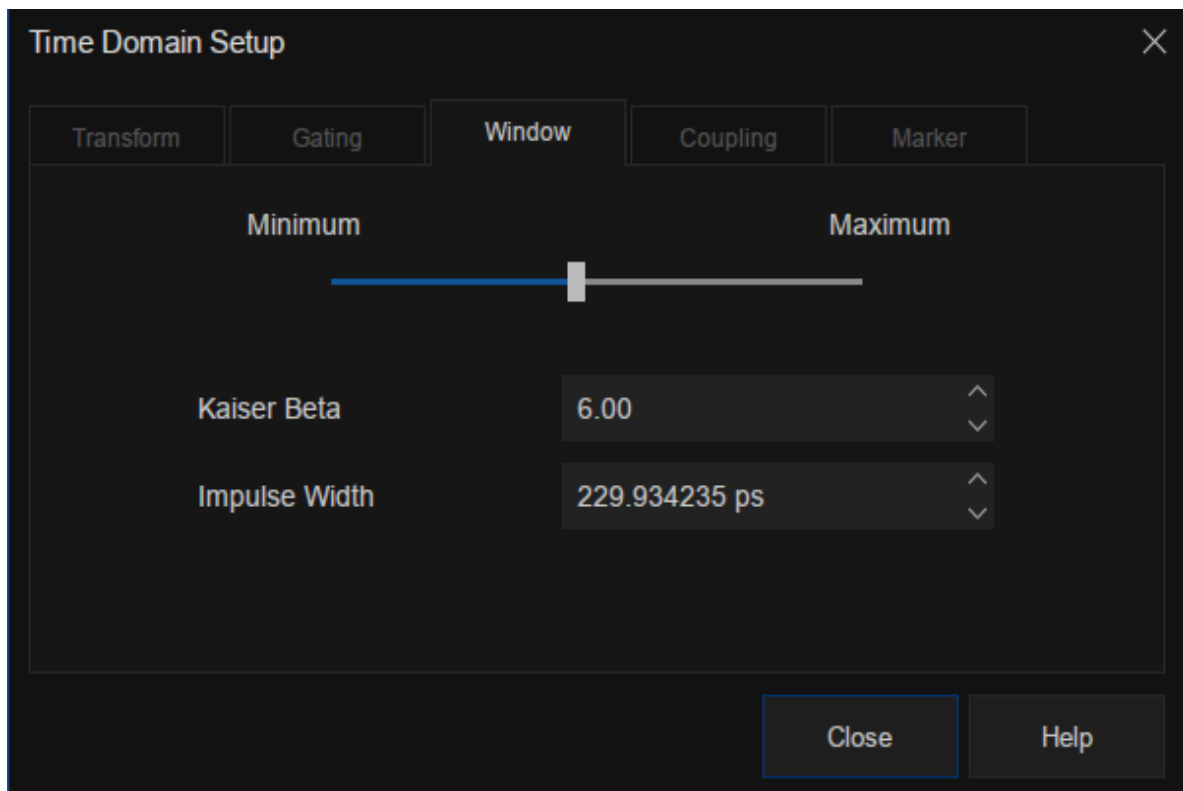 Time Domain Setup
Transform Gating Window Coupling Marker
Minimum Maximum
Kaiser Beta 6.00
Impulse Width 229.934235 ps
Close Help